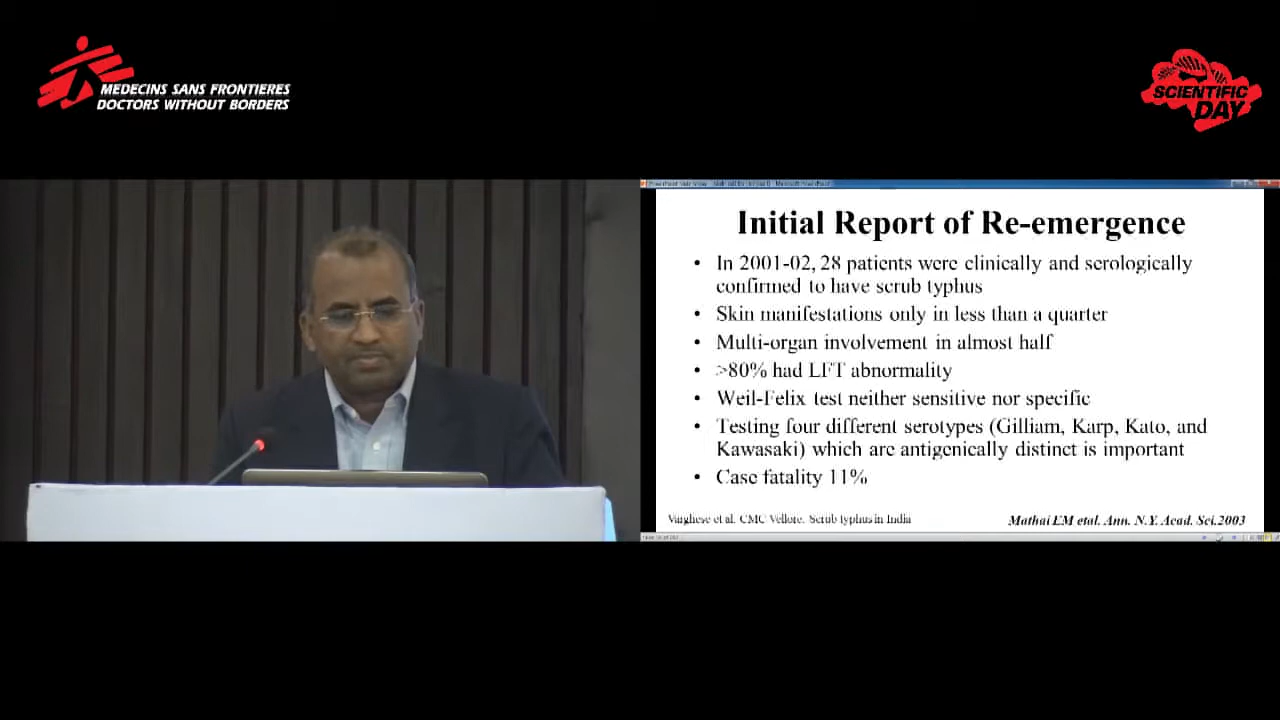 MEDECINS SANS FRONTIERES
DOCTORS WITHOUT BORDERS
SCIENTIFIC
DAY
Initial Report of Re-emergence
• In 2001-02, 28 patients were clinically and serologically
confirmed to have scrub typhus
• Skin manifestations only in less than a quarter
• Multi-organ involvement in almost half
• >80% had LFT abnormality
• Weil-Felix test neither sensitive nor specific
• Testing four different serotypes (Gilliam, Karp, Kato, and
Kawasaki) which are antigenically distinct is important
• Case fatality 11%
Varghese et al. CMC Vellore. Scrub typhus in India
Mathai EM etal. Ann. N.Y. Acad. Sci.2003